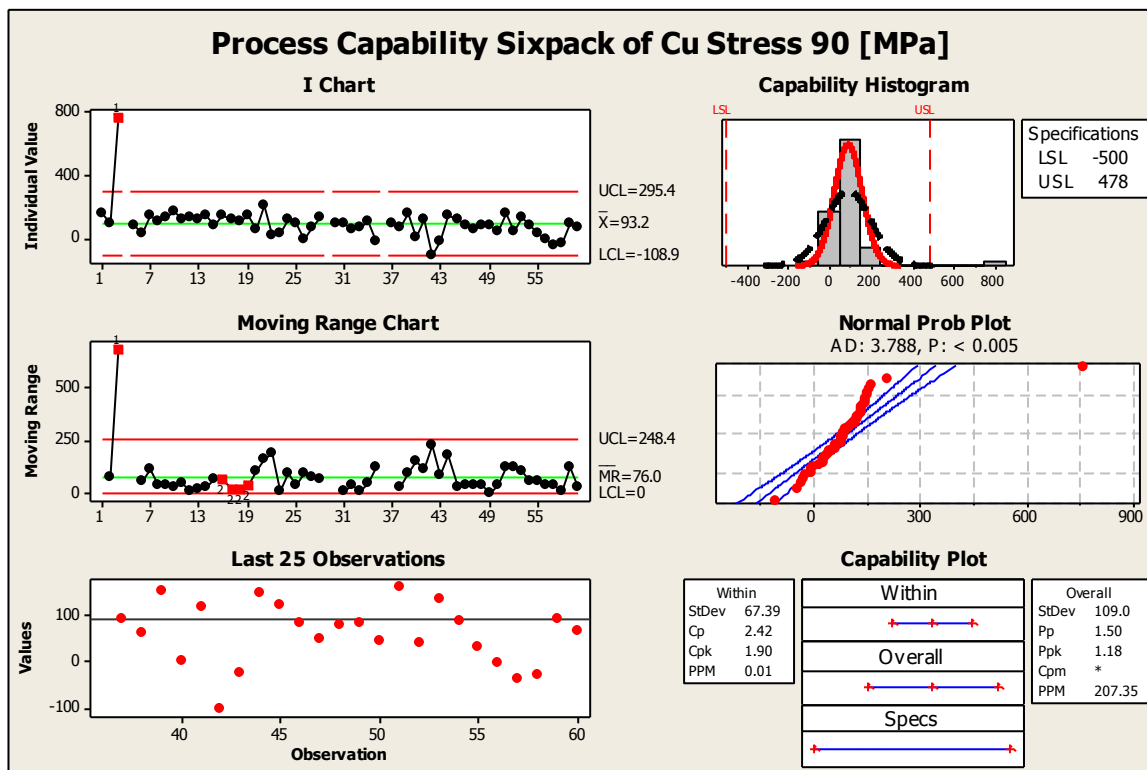 Process Capability Sixpack of Cu Stress 90 [MPa]
I Chart
Individual Value
800
400
0
1
UCL=295.4
X=93.2
LCL=-108.9
1 7 13 19 25 31 37 43 49 55
Capability Histogram
LSL USL
-400 -200 0 200 400 600 800
Specifications
LSL -500
USL 478
Moving Range Chart
Moving Range
500
250
0
1
2
2 2 2
UCL=248.4
MR=76.0
LCL=0
1 7 13 19 25 31 37 43 49 55
Normal Prob Plot
AD: 3.788, P: < 0.005
0 300 600 900
Last 25 Observations
Values
100
0
-100
40 45 50 55 60
Observation
Capability Plot
Within
StDev 67.39
Cp 2.42
Cpk 1.90
PPM 0.01
Within
Overall
Specs
Overall
StDev 109.0
Pp 1.50
Ppk 1.18
Cpm *
PPM 207.35